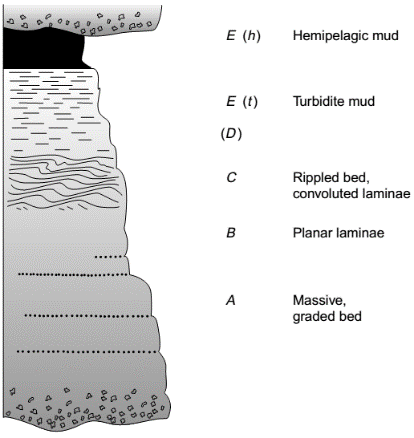 E (h) Hemipelagic mud
E (t) Turbidite mud
(D)
C Rippled bed,
convoluted laminae
B Planar laminae
A Massive,
graded bed